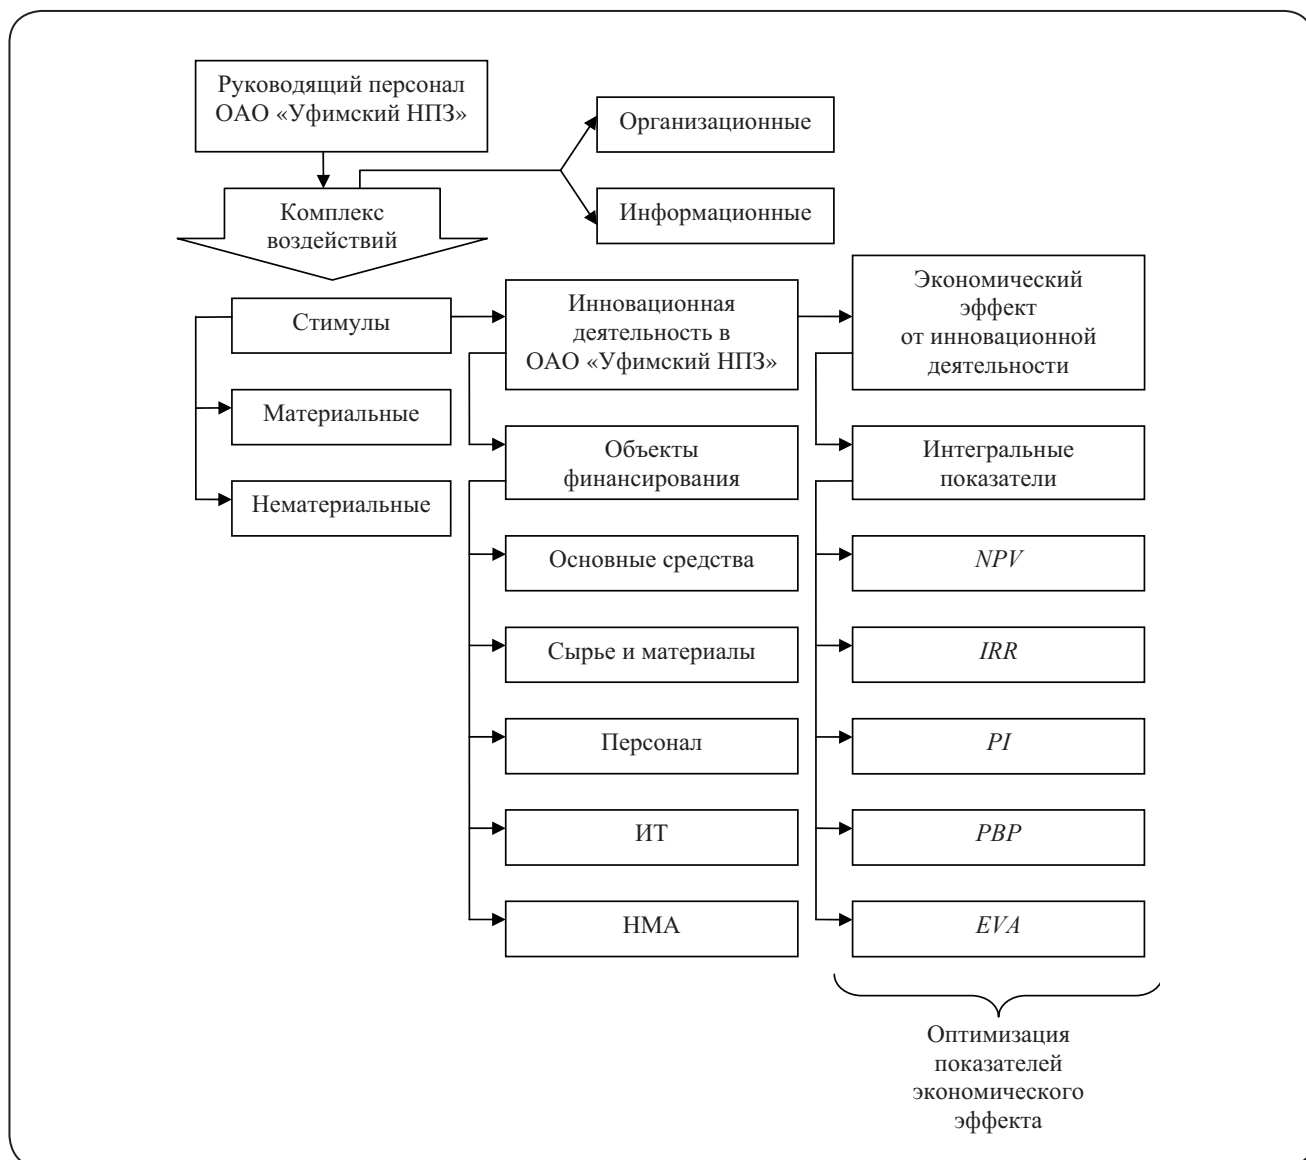 Руководящий персонал
ОАО «Уфимский НПЗ»
Организационные
Информационные
Комплекс
воздействий
Стимулы
Материальные
Нематериальные
Инновационная
деятельность в
ОАО «Уфимский НПЗ»
Объекты
финансирования
Основные средства
Сырье и материалы
Персонал
ИТ
НМА
Экономический
эффект
от инновационной
деятельности
Интегральные
показатели
NPV
IRR
PI
PBP
EVA
Оптимизация
показателей
экономического
эффекта